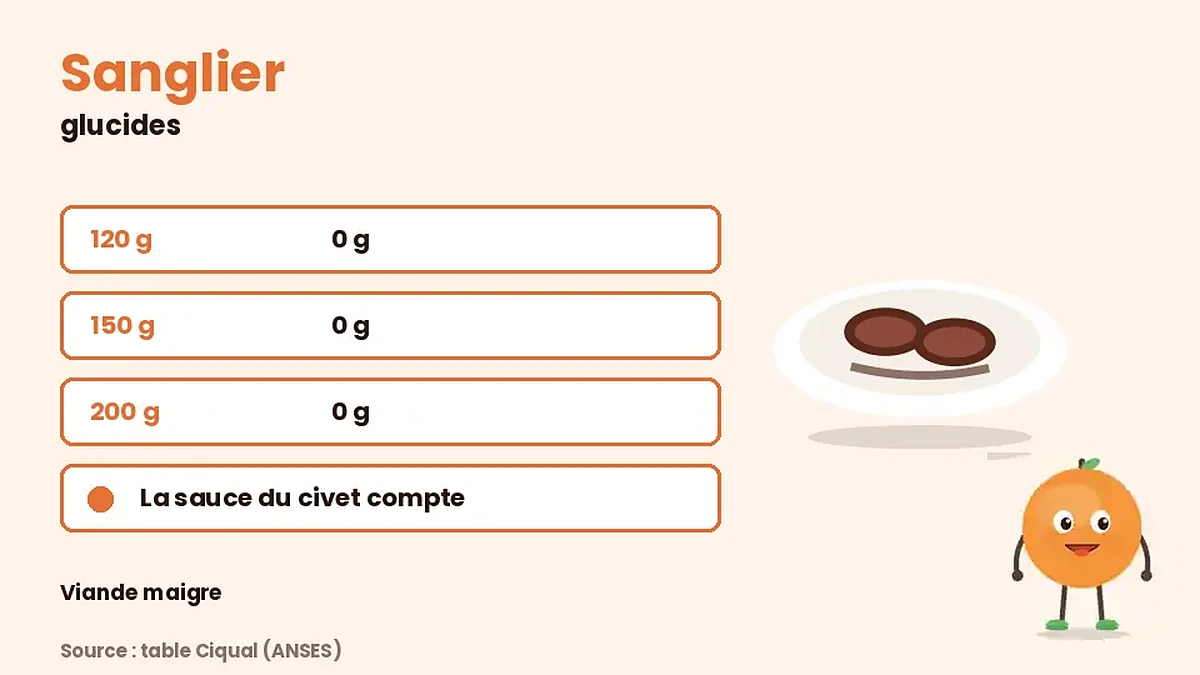 Sanglier
glucides
120 g 0 g
150 g 0 g
200 g 0 g
La sauce du civet compte
Viande maigre
Source : table Ciqual (ANSES)